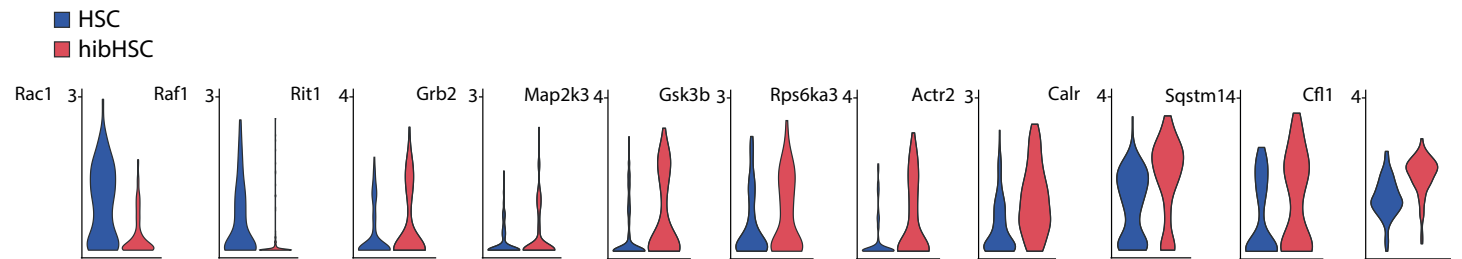 HSC
hibHSC
Rac1 3 Raf1 3 Rit1 4 Grb2 3 Map2k3 4 Gsk3b 3 Rps6ka3 4 Actr2 3 Calr 4 Sqstm1 4 Cfl1 4